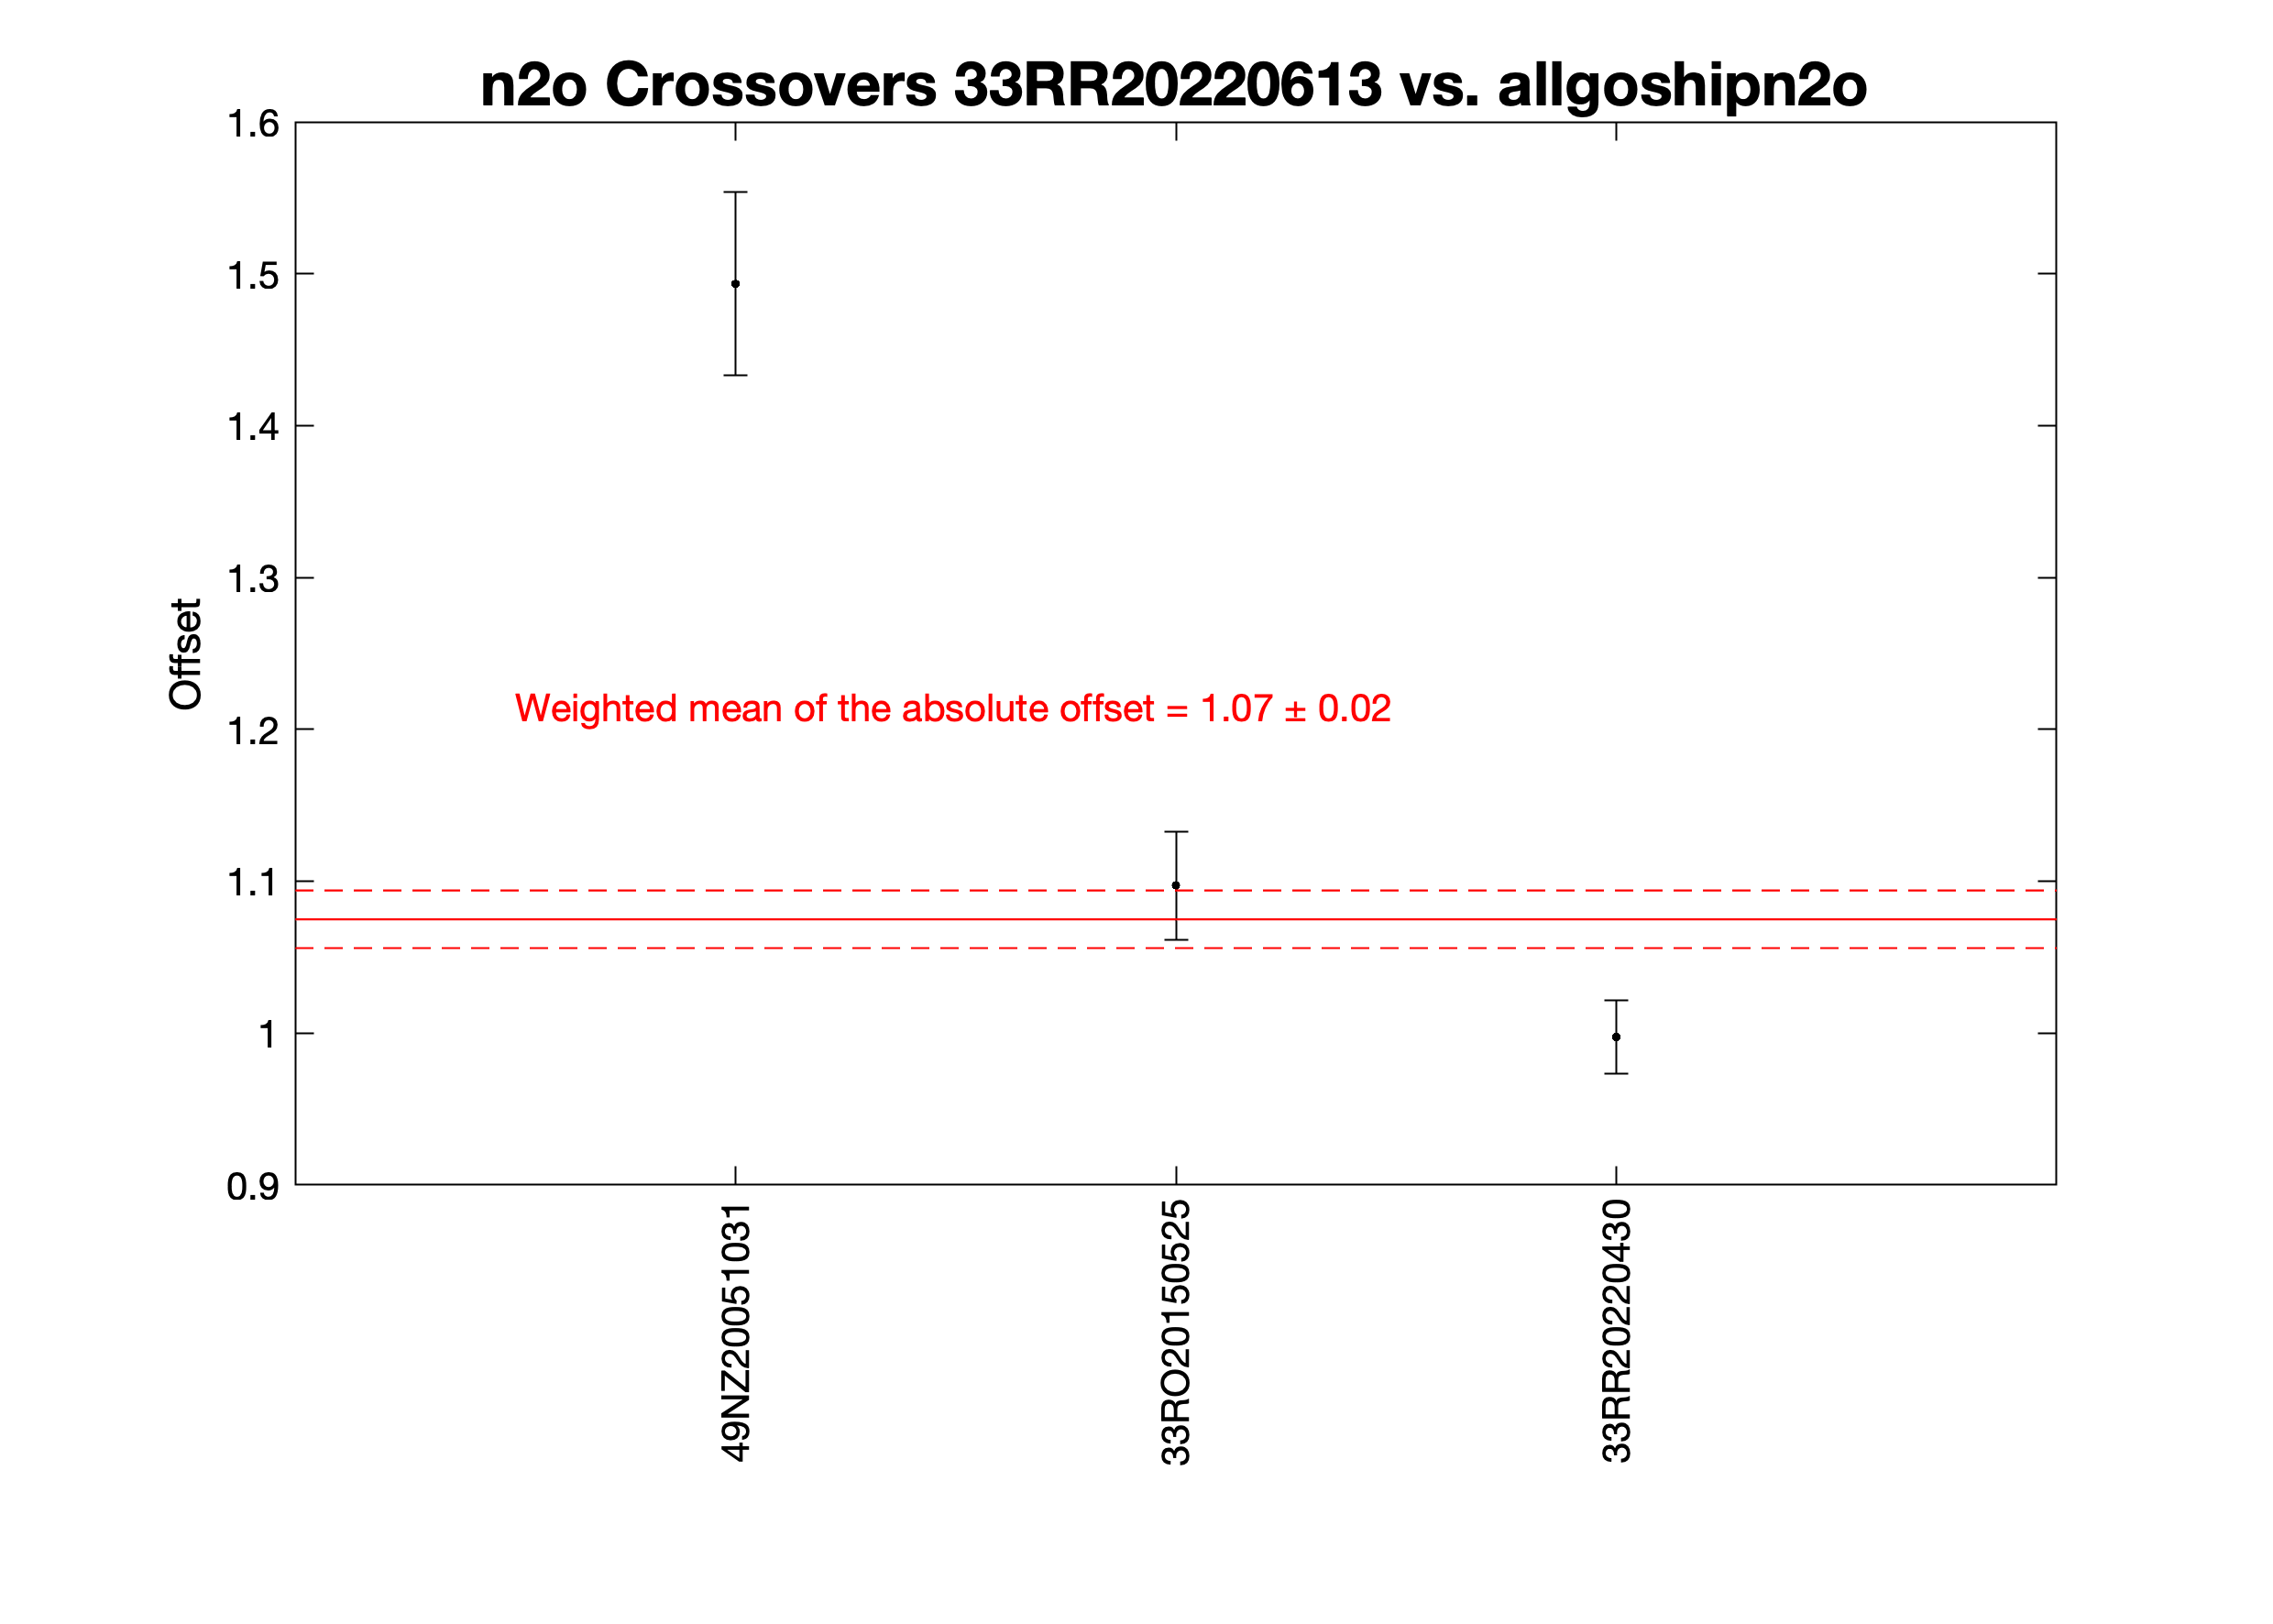 n2o Crossovers 33RR20220613 vs. allgoshipn2o
1.6
1.5
1.4
1.3
1.2
1.1
1
0.9
Offset
Weighted mean of the absolute offset = 1.07 ± 0.02
49NZ20051031
33RO20150525
33RR20220430